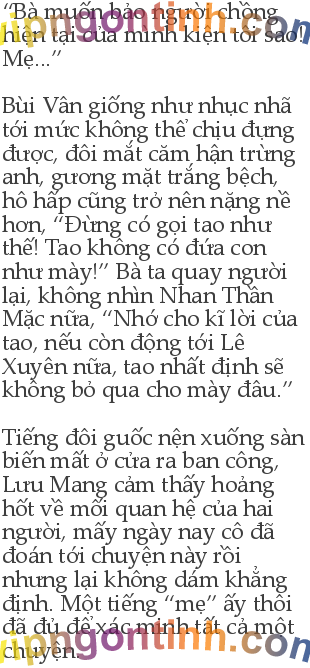 “Bà muốn bảo người chồng
hiện tại của mình kiện tôi sao!
Mẹ...”
Bùi Vân giống như nhục nhã
tới mức không thể chịu đựng
được, đôi mắt căm hận trừng
anh, gương mặt trắng bệch,
hô hấp cũng trở nên nặng nề
hơn, “Đừng có gọi tao như
thế! Tao không có đứa con
như mày!” Bà ta quay người
lại, không nhìn Nhan Thần
Mặc nữa, “Nhớ cho kĩ lời của
tao, nếu còn động tới Lê
Xuyên nữa, tao nhất định sẽ
không bỏ qua cho mày đâu.”
Tiếng đôi guốc nện xuống sàn
biến mất ở cửa ra ban công,
Lưu Mang cảm thấy hoảng
hốt về mối quan hệ của hai
người, mấy ngày nay cô đã
đoán tới chuyện này rồi
nhưng lại không dám khẳng
định. Một tiếng “mẹ” ấy thôi
đã đủ để xác minh tất cả một
chuyện.
vipngontinh.com
vipngontinh.com